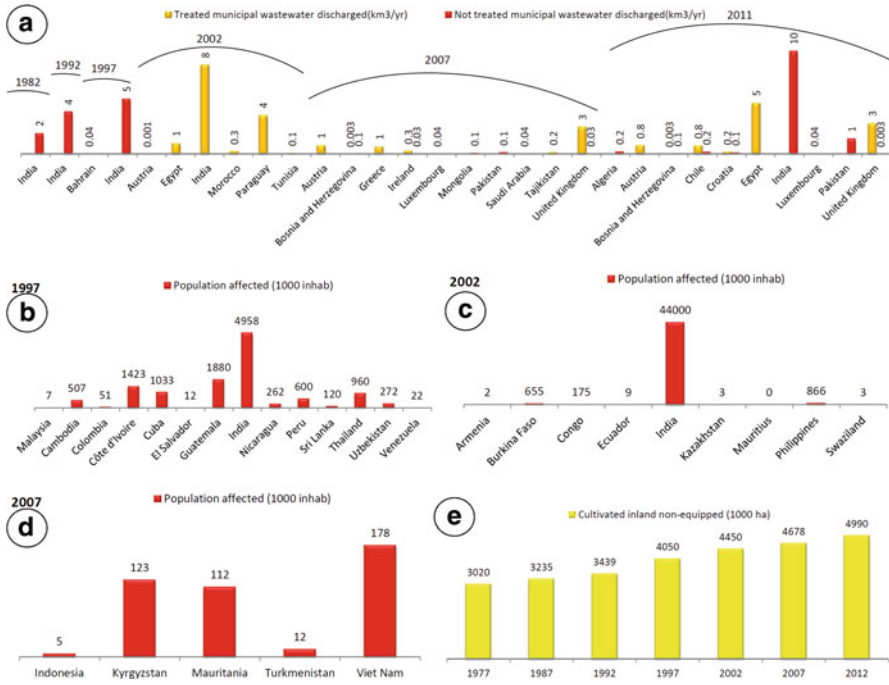 a
Treated municipal wastewater discharged(km3/yr) Not treated municipal wastewater discharged(km3/yr)
1982 1992 1997 2002 2007 2011
2 4 0.04 5 0.001 1 8 0.3 4 0.1 1 0.003 0.1 1 0.3 0.03 0.04 0.1 0.1 0.04 0.2 3 0.03 0.2 0.8 0.003 0.1 0.8 0.2 0.2 0.1 5 10 0.04 1 3 0.003
India India Bahrain India Austria Egypt India Morocco Paraguay Tunisia Austria Bosnia and Herzegovina Greece Ireland Luxembourg Mongolia Pakistan Saudi Arabia Tajikistan United Kingdom Algeria Austria Bosnia and Herzegovina Chile Croatia Egypt India Luxembourg Pakistan United Kingdom
1997
b
Population affected (1000 inhab)
7 507 51 1423 1033 12 1880 4958 262 600 120 960 272 22
Malaysia Cambodia Colombia Côte d'Ivoire Cuba El Salvador Guatemala India Nicaragua Peru Sri Lanka Thailand Uzbekistan Venezuela
2002
c
Population affected (1000 inhab)
2 655 175 9 44000 3 0 866 3
Armenia Burkina Faso Congo Ecuador India Kazakhstan Mauritius Philippines Swaziland
2007
d
Population affected (1000 inhab)
5 123 112 12 178
Indonesia Kyrgyzstan Mauritania Turkmenistan Viet Nam
e
Cultivated inland non-equipped (1000 ha)
3020 3235 3439 4050 4450 4678 4990
1977 1987 1992 1997 2002 2007 2012